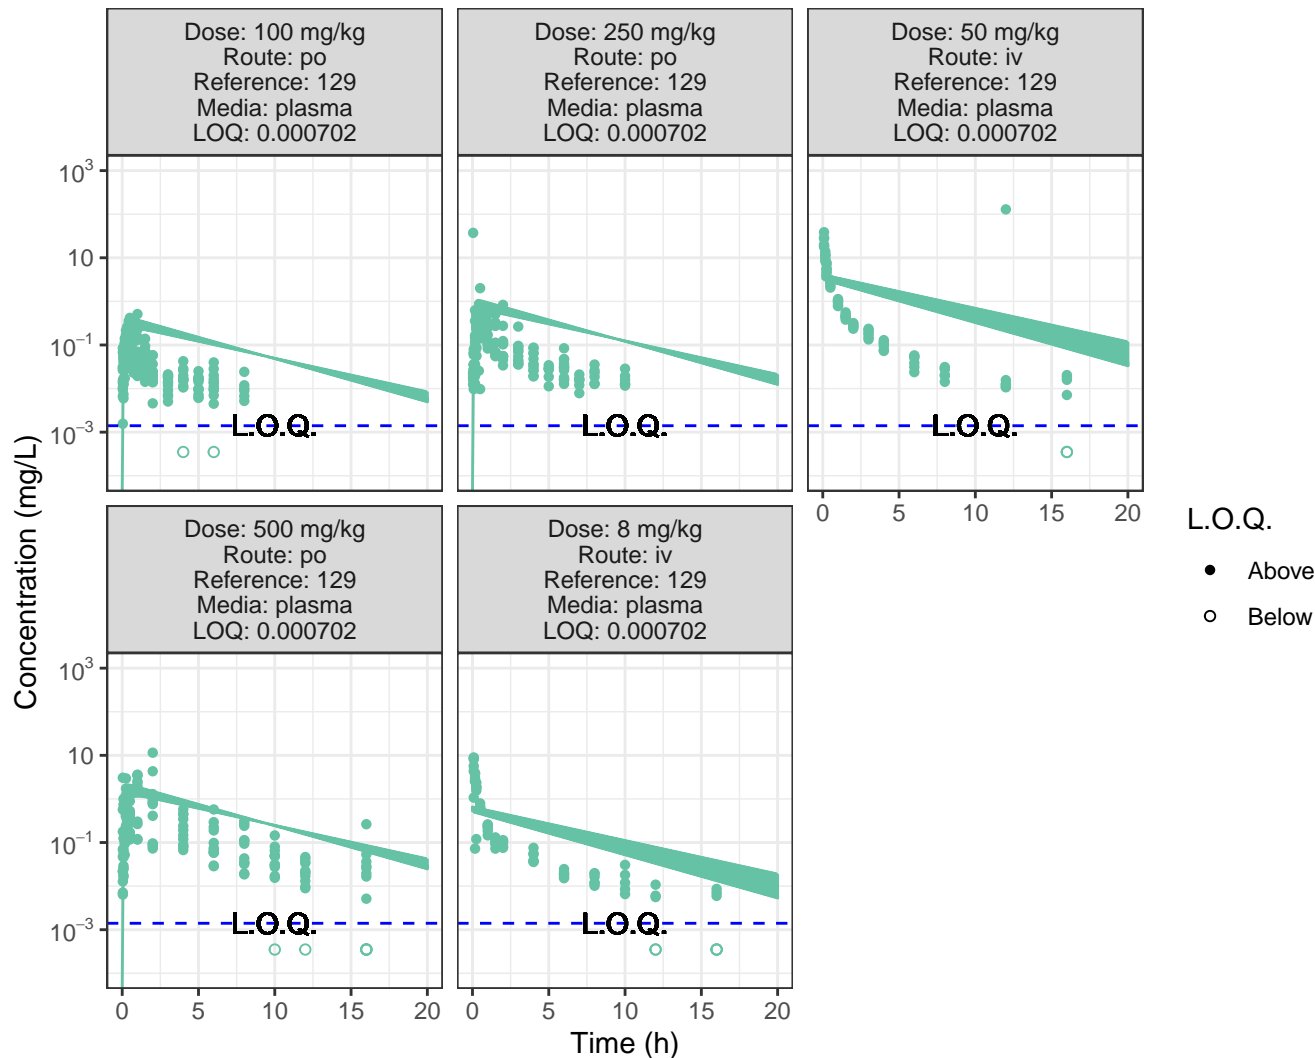 Dose: 100 mg/kg
Route: po
Reference: 129
Media: plasma
LOQ: 0.000702
Dose: 250 mg/kg
Route: po
Reference: 129
Media: plasma
LOQ: 0.000702
Dose: 50 mg/kg
Route: iv
Reference: 129
Media: plasma
LOQ: 0.000702
10³
10
10⁻¹
10⁻³
L.O.Q.
L.O.Q.
L.O.Q.
0 5 10 15 20
Concentration (mg/L)
Dose: 500 mg/kg
Route: po
Reference: 129
Media: plasma
LOQ: 0.000702
Dose: 8 mg/kg
Route: iv
Reference: 129
Media: plasma
LOQ: 0.000702
10³
10
10⁻¹
10⁻³
L.O.Q.
L.O.Q.
0 5 10 15 20
0 5 10 15 20
Time (h)
L.O.Q.
Above
Below